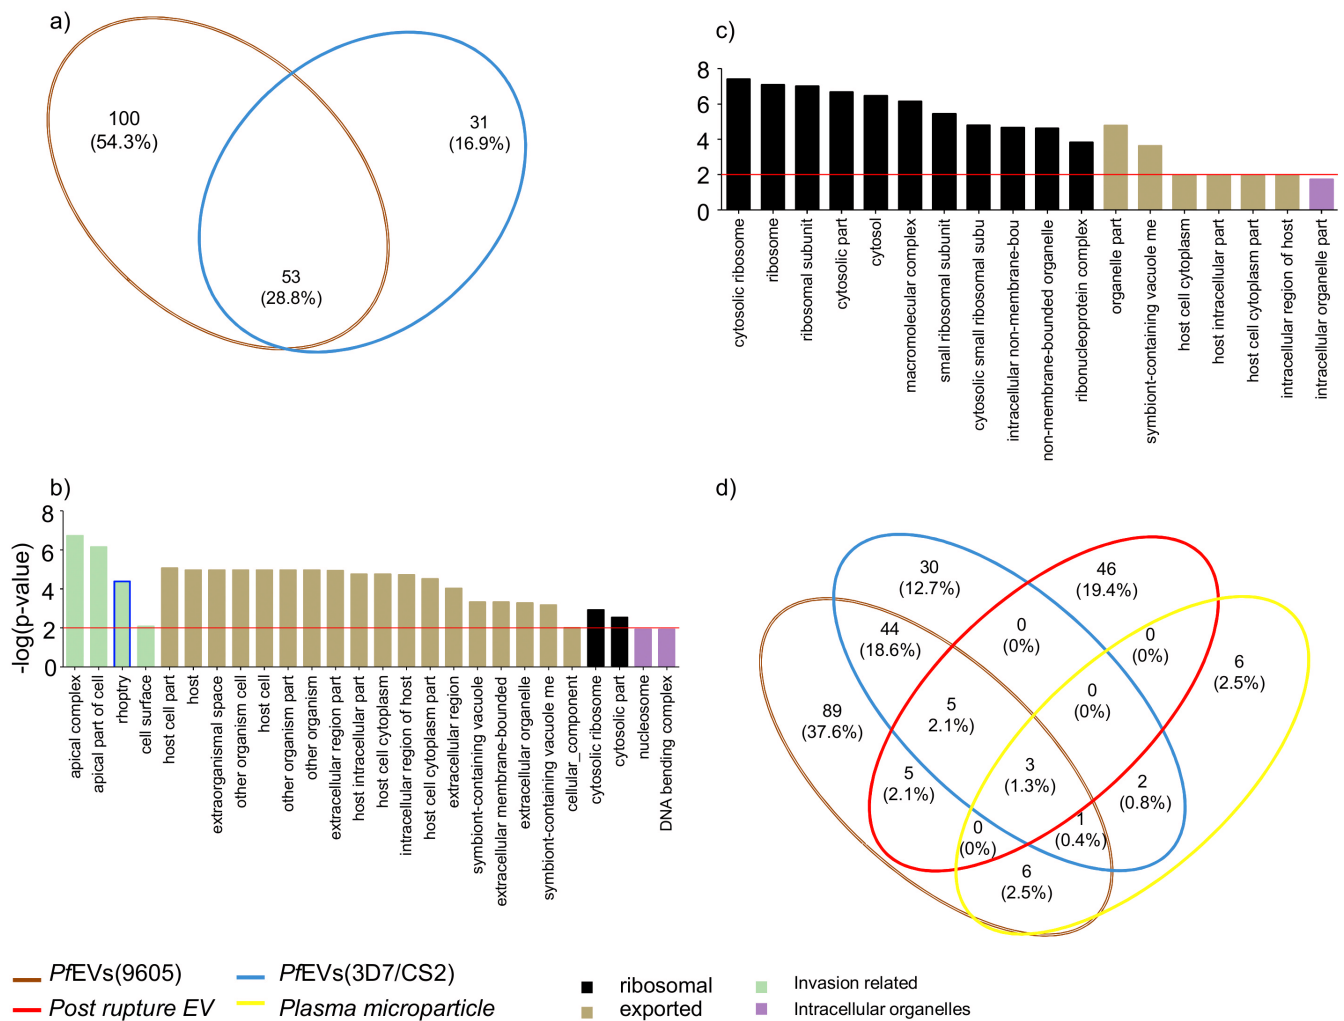 a)
100
(54.3%)
31
(16.9%)
53
(28.8%)
c)
8
6
4
2
0
cytosolic ribosome
ribosome
ribosomal subunit
cytosolic part
cytosol
macromolecular complex
small ribosomal subunit
cytosolic small ribosomal subu
intracellular non-membrane-bou
non-membrane-bounded organelle
ribonucleoprotein complex
organelle part
symbiont-containing vacuole me
host cell cytoplasm
host intracellular part
host cell cytoplasm part
intracellular region of host
intracellular organelle part
b)
-log(p-value)
8
6
4
2
0
apical complex
apical part of cell
rhoptry
cell surface
host cell part
host
extraorganismal space
other organism cell
host cell
other organism part
other organism
extracellular region part
host intracellular part
host cell cytoplasm
intracellular region of host
host cell cytoplasm part
extracellular region
symbiont-containing vacuole
extracellular membrane-bounded
extracellular organelle
symbiont-containing vacuole me
cellular_component
cytosolic ribosome
cytosolic part
nucleosome
DNA bending complex
d)
30
(12.7%)
46
(19.4%)
44
(18.6%)
0
(0%)
0
(0%)
6
(2.5%)
89
(37.6%)
5
2.1%)
0
(0%)
5
(2.1%)
3
(1.3%)
2
(0.8%)
0
(0%)
1
(0.4%)
6
(2.5%)
PfEVs(9605)
PfEVs(3D7/CS2)
Post rupture EV
Plasma microparticle
ribosomal
exported
Invasion related
Intracellular organelles